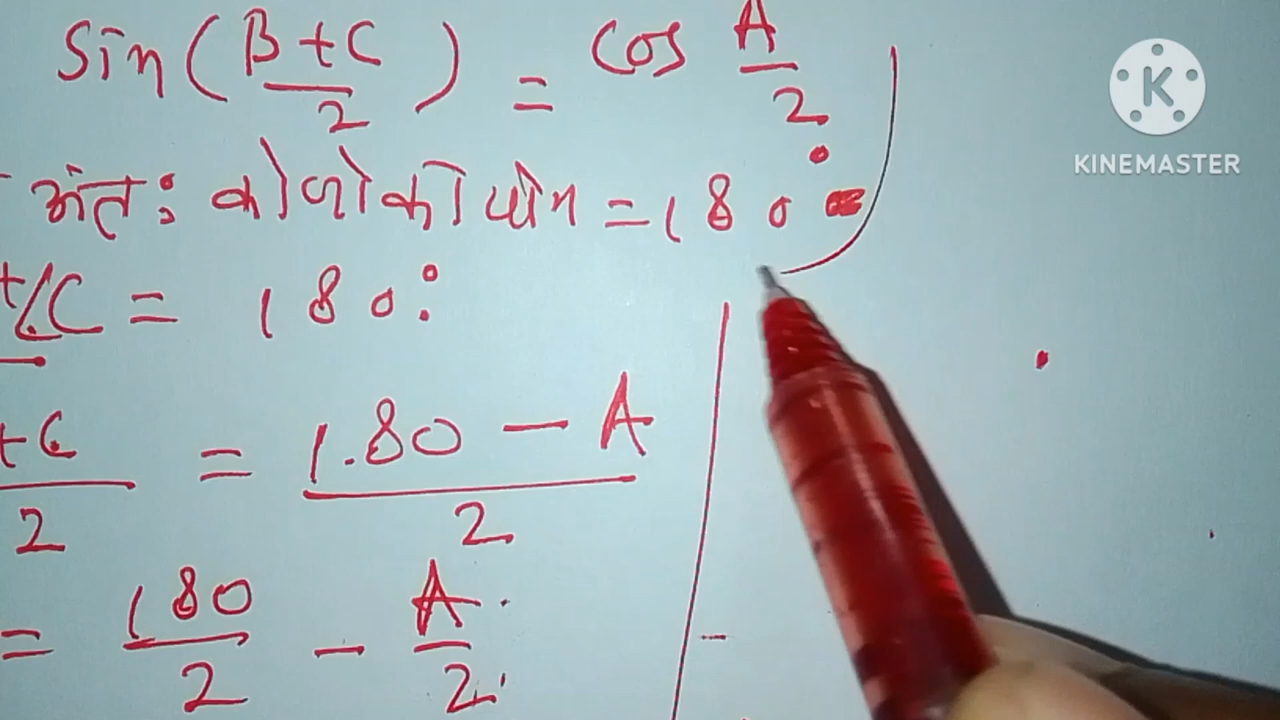 Sin(B+C/2) = Cos A/2
अंत: कोणो का योग = 180°
+∠C = 180°
+C/2 = 180 - A/2
= 180/2 - A/2
K
KINEMASTER